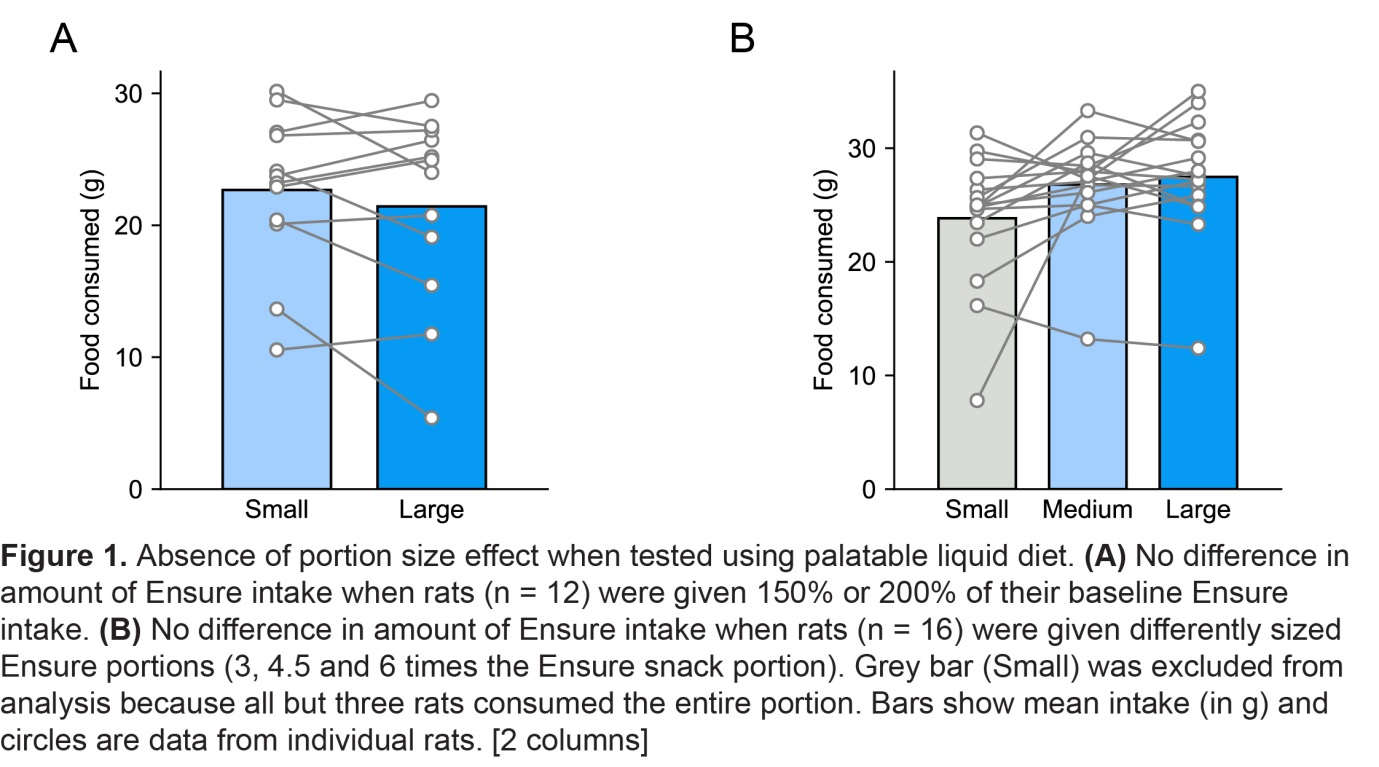 A
B
Food consumed (g)
30
20
10
0
Small Large
Food consumed (g)
30
20
10
0
Small Medium Large
Figure 1. Absence of portion size effect when tested using palatable liquid diet. (A) No difference in
amount of Ensure intake when rats (n = 12) were given 150% or 200% of their baseline Ensure
intake. (B) No difference in amount of Ensure intake when rats (n = 16) were given differently sized
Ensure portions (3, 4.5 and 6 times the Ensure snack portion). Grey bar (Small) was excluded from
analysis because all but three rats consumed the entire portion. Bars show mean intake (in g) and
circles are data from individual rats. [2 columns]